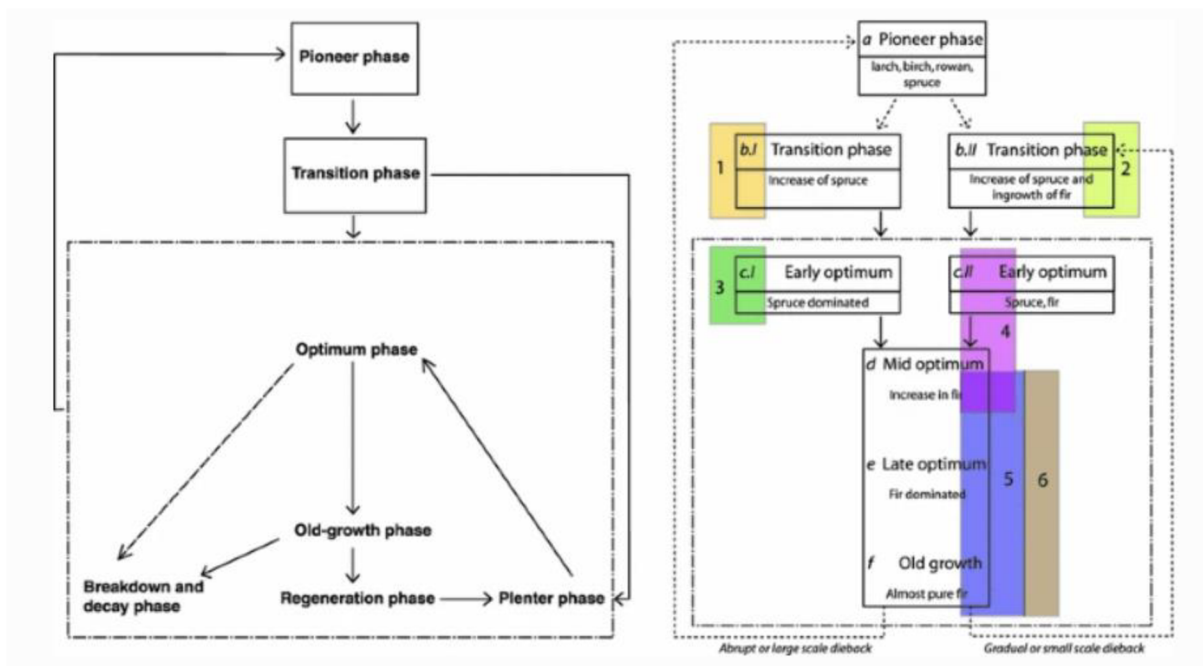 Pioneer phase
Transition phase
Optimum phase
Old-growth phase
Breakdown and
decay phase
Regeneration phase
Plenter phase
a Pioneer phase
larch, birch, rowan,
spruce
1
b.I Transition phase
Increase of spruce
b.II Transition phase
Increase of spruce and
ingrowth of fir
2
3
c.I Early optimum
Spruce dominated
c.II Early optimum
Spruce, fir
4
d Mid optimum
Increase in fir
e Late optimum
Fir dominated
5
6
f Old growth
Almost pure fir
Abrupt or large scale dieback
Gradual or small scale dieback